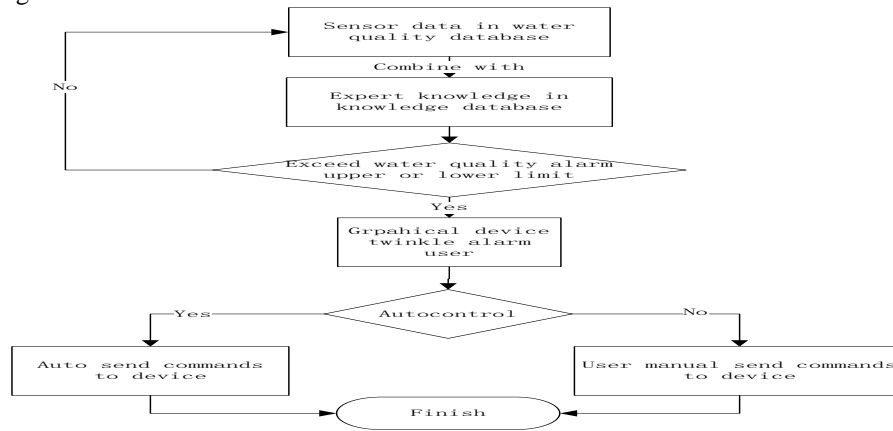 Sensor data in water
quality database
Combine with
No
Expert knowledge in
knowledge database
Exceed water quality alarm
upper or lower limit
Yes
Grpahical device
twinkle alarm
user
Autocontrol
Yes
No
Auto send commands
to device
User manual send commands
to device
Finish